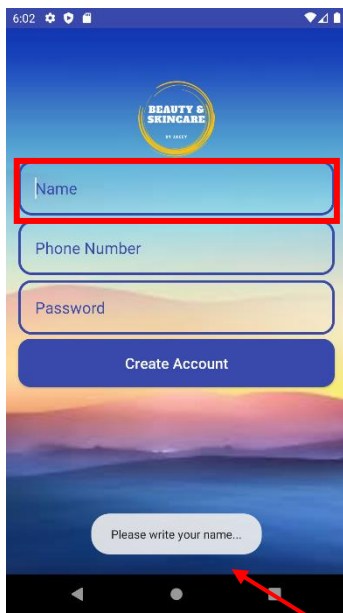 6:02
BEAUTY &
SKINCARE
Name
Phone Number
Password
Create Account
Please write your name...